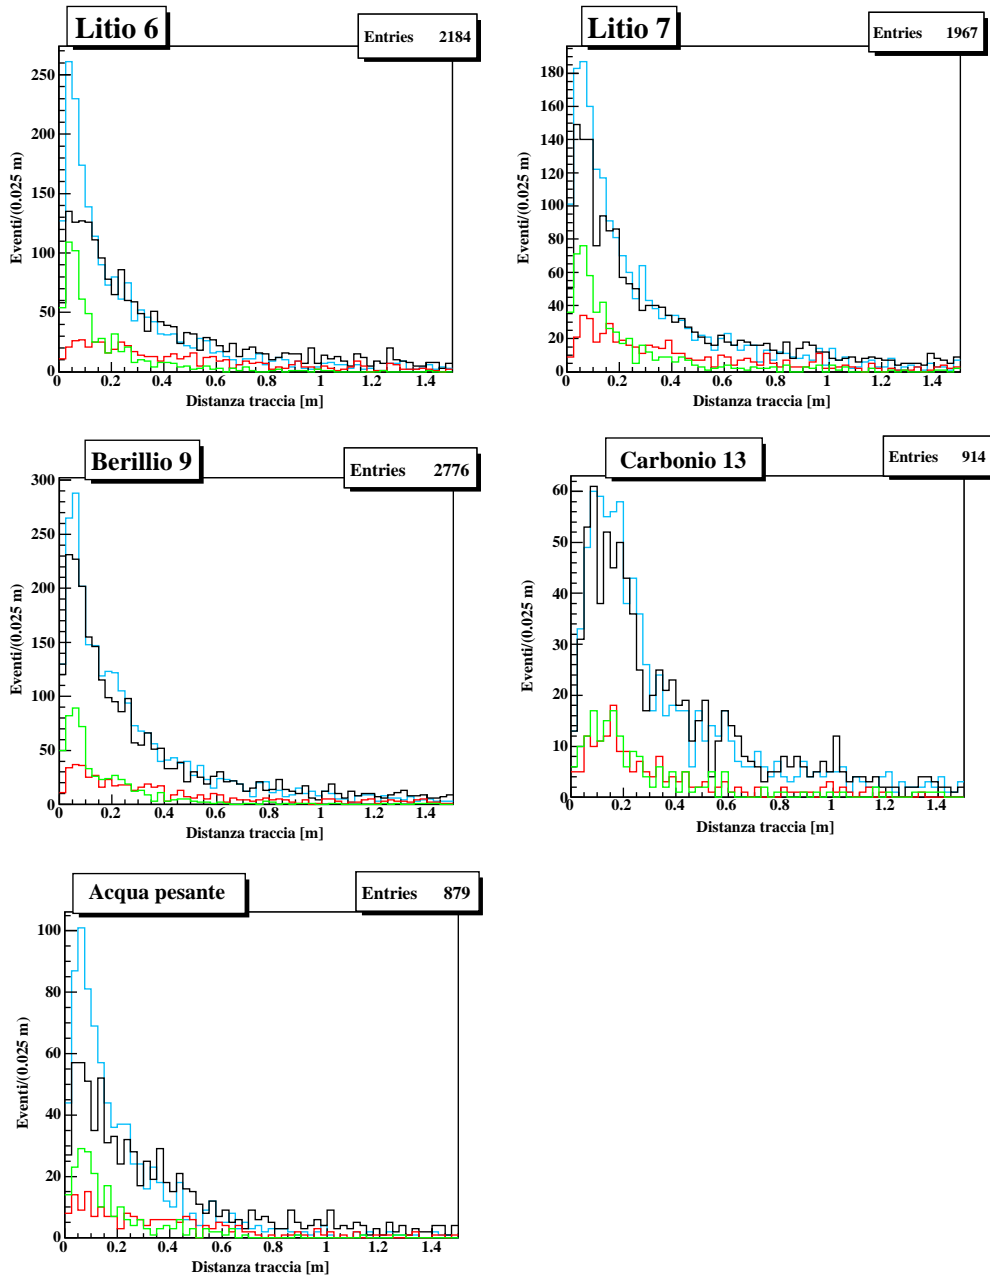 Litio 6
Entries 2184
Eventi/(0.025 m)
250
200
150
100
50
0
0 0.2 0.4 0.6 0.8 1 1.2 1.4
Distanza traccia [m]
Litio 7
Entries 1967
Eventi/(0.025 m)
180
160
140
120
100
80
60
40
20
0
0 0.2 0.4 0.6 0.8 1 1.2 1.4
Distanza traccia [m]
Berillio 9
Entries 2776
Eventi/(0.025 m)
300
250
200
150
100
50
0
0 0.2 0.4 0.6 0.8 1 1.2 1.4
Distanza traccia [m]
Carbonio 13
Entries 914
Eventi/(0.025 m)
60
50
40
30
20
10
0
0 0.2 0.4 0.6 0.8 1 1.2 1.4
Distanza traccia [m]
Acqua pesante
Entries 879
Eventi/(0.025 m)
100
80
60
40
20
0
0 0.2 0.4 0.6 0.8 1 1.2 1.4
Distanza traccia [m]